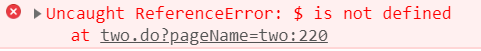 Uncaught ReferenceError: $ is not defined
at two.do?pageName=two:220